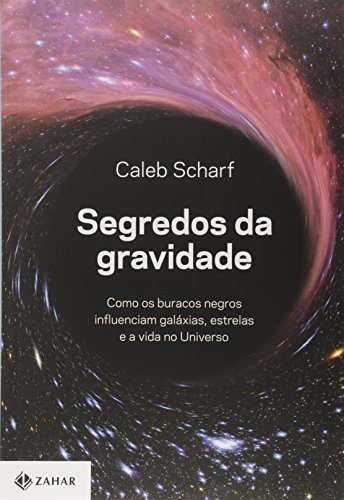 Caleb Scharf
Segredos da
gravidade
Como os buracos negros
influenciam galáxias, estrelas
e a vida no Universo
ZAHAR